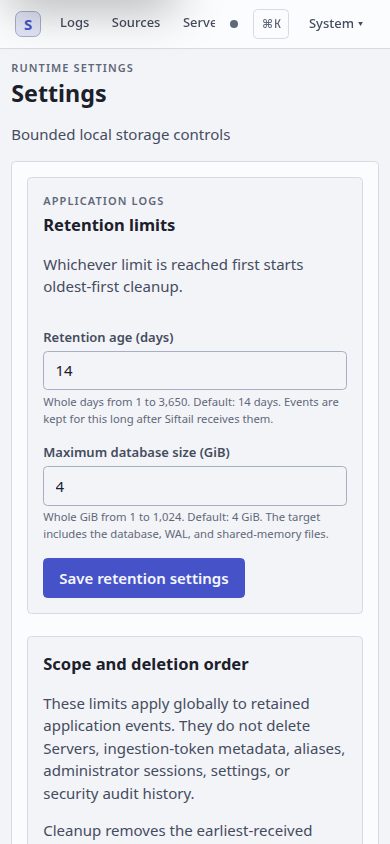 S Logs Sources Serve ⌘K System ▾
RUNTIME SETTINGS
Settings
Bounded local storage controls
APPLICATION LOGS
Retention limits
Whichever limit is reached first starts
oldest-first cleanup.
Retention age (days)
14
Whole days from 1 to 3,650. Default: 14 days. Events are
kept for this long after Siftail receives them.
Maximum database size (GiB)
4
Whole GiB from 1 to 1,024. Default: 4 GiB. The target
includes the database, WAL, and shared-memory files.
Save retention settings
Scope and deletion order
These limits apply globally to retained
application events. They do not delete
Servers, ingestion-token metadata, aliases,
administrator sessions, settings, or
security audit history.
Cleanup removes the earliest-received